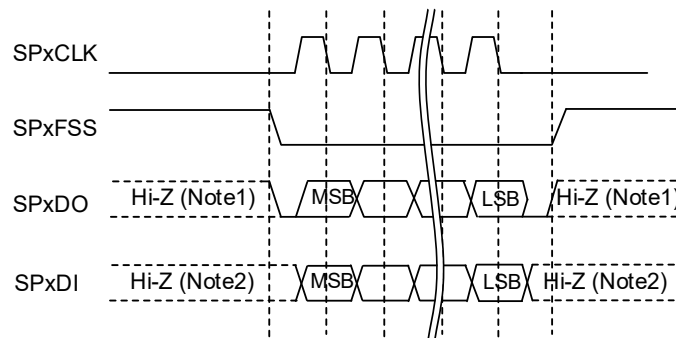 SPxCLK
SPxFSS
SPxDO Hi-Z (Note1) MSB LSB Hi-Z (Note1)
SPxDI Hi-Z (Note2) MSB LSB Hi-Z (Note2)